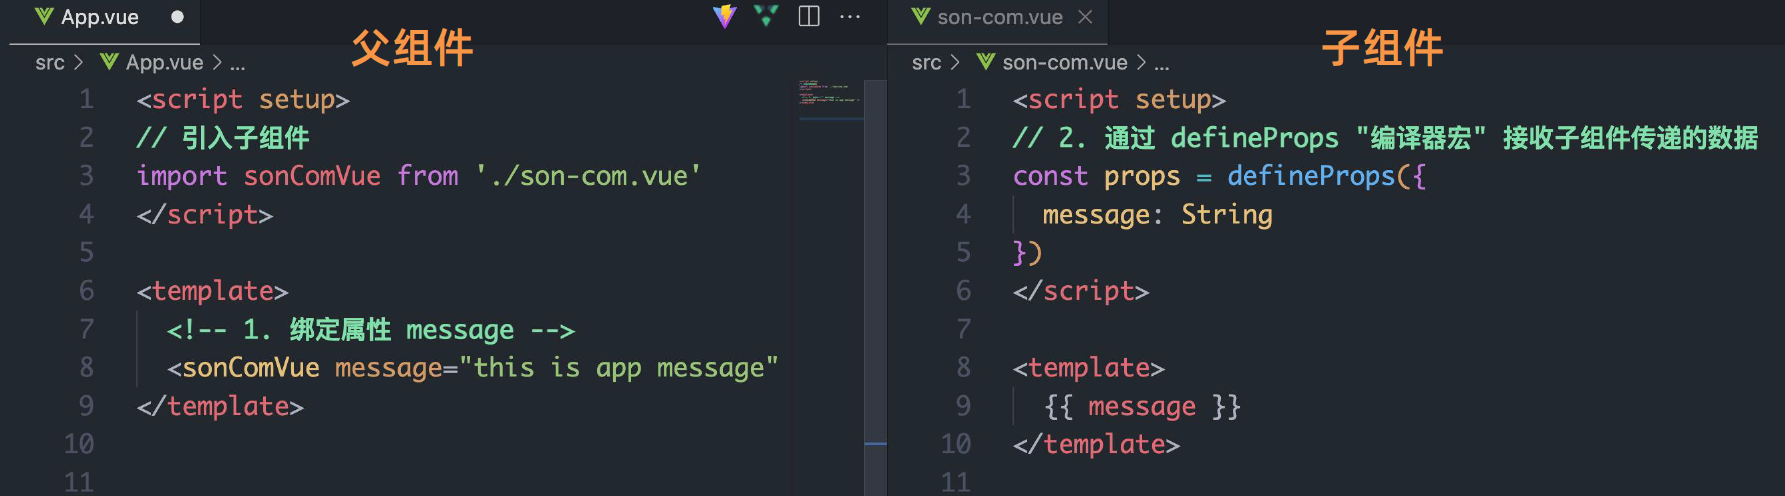 App.vue
父组件
src > App.vue > ...
1 <script setup>
2 // 引入子组件
3 import sonComVue from './son-com.vue'
4 </script>
5
6 <template>
7 <!-- 1. 绑定属性 message -->
8 <sonComVue message="this is app message"
9 </template>
10
11
son-com.vue
子组件
src > son-com.vue > ...
1 <script setup>
2 // 2. 通过 defineProps "编译器宏" 接收子组件传递的数据
3 const props = defineProps({
4 message: String
5 })
6 </script>
7
8 <template>
9 {{ message }}
10 </template>
11